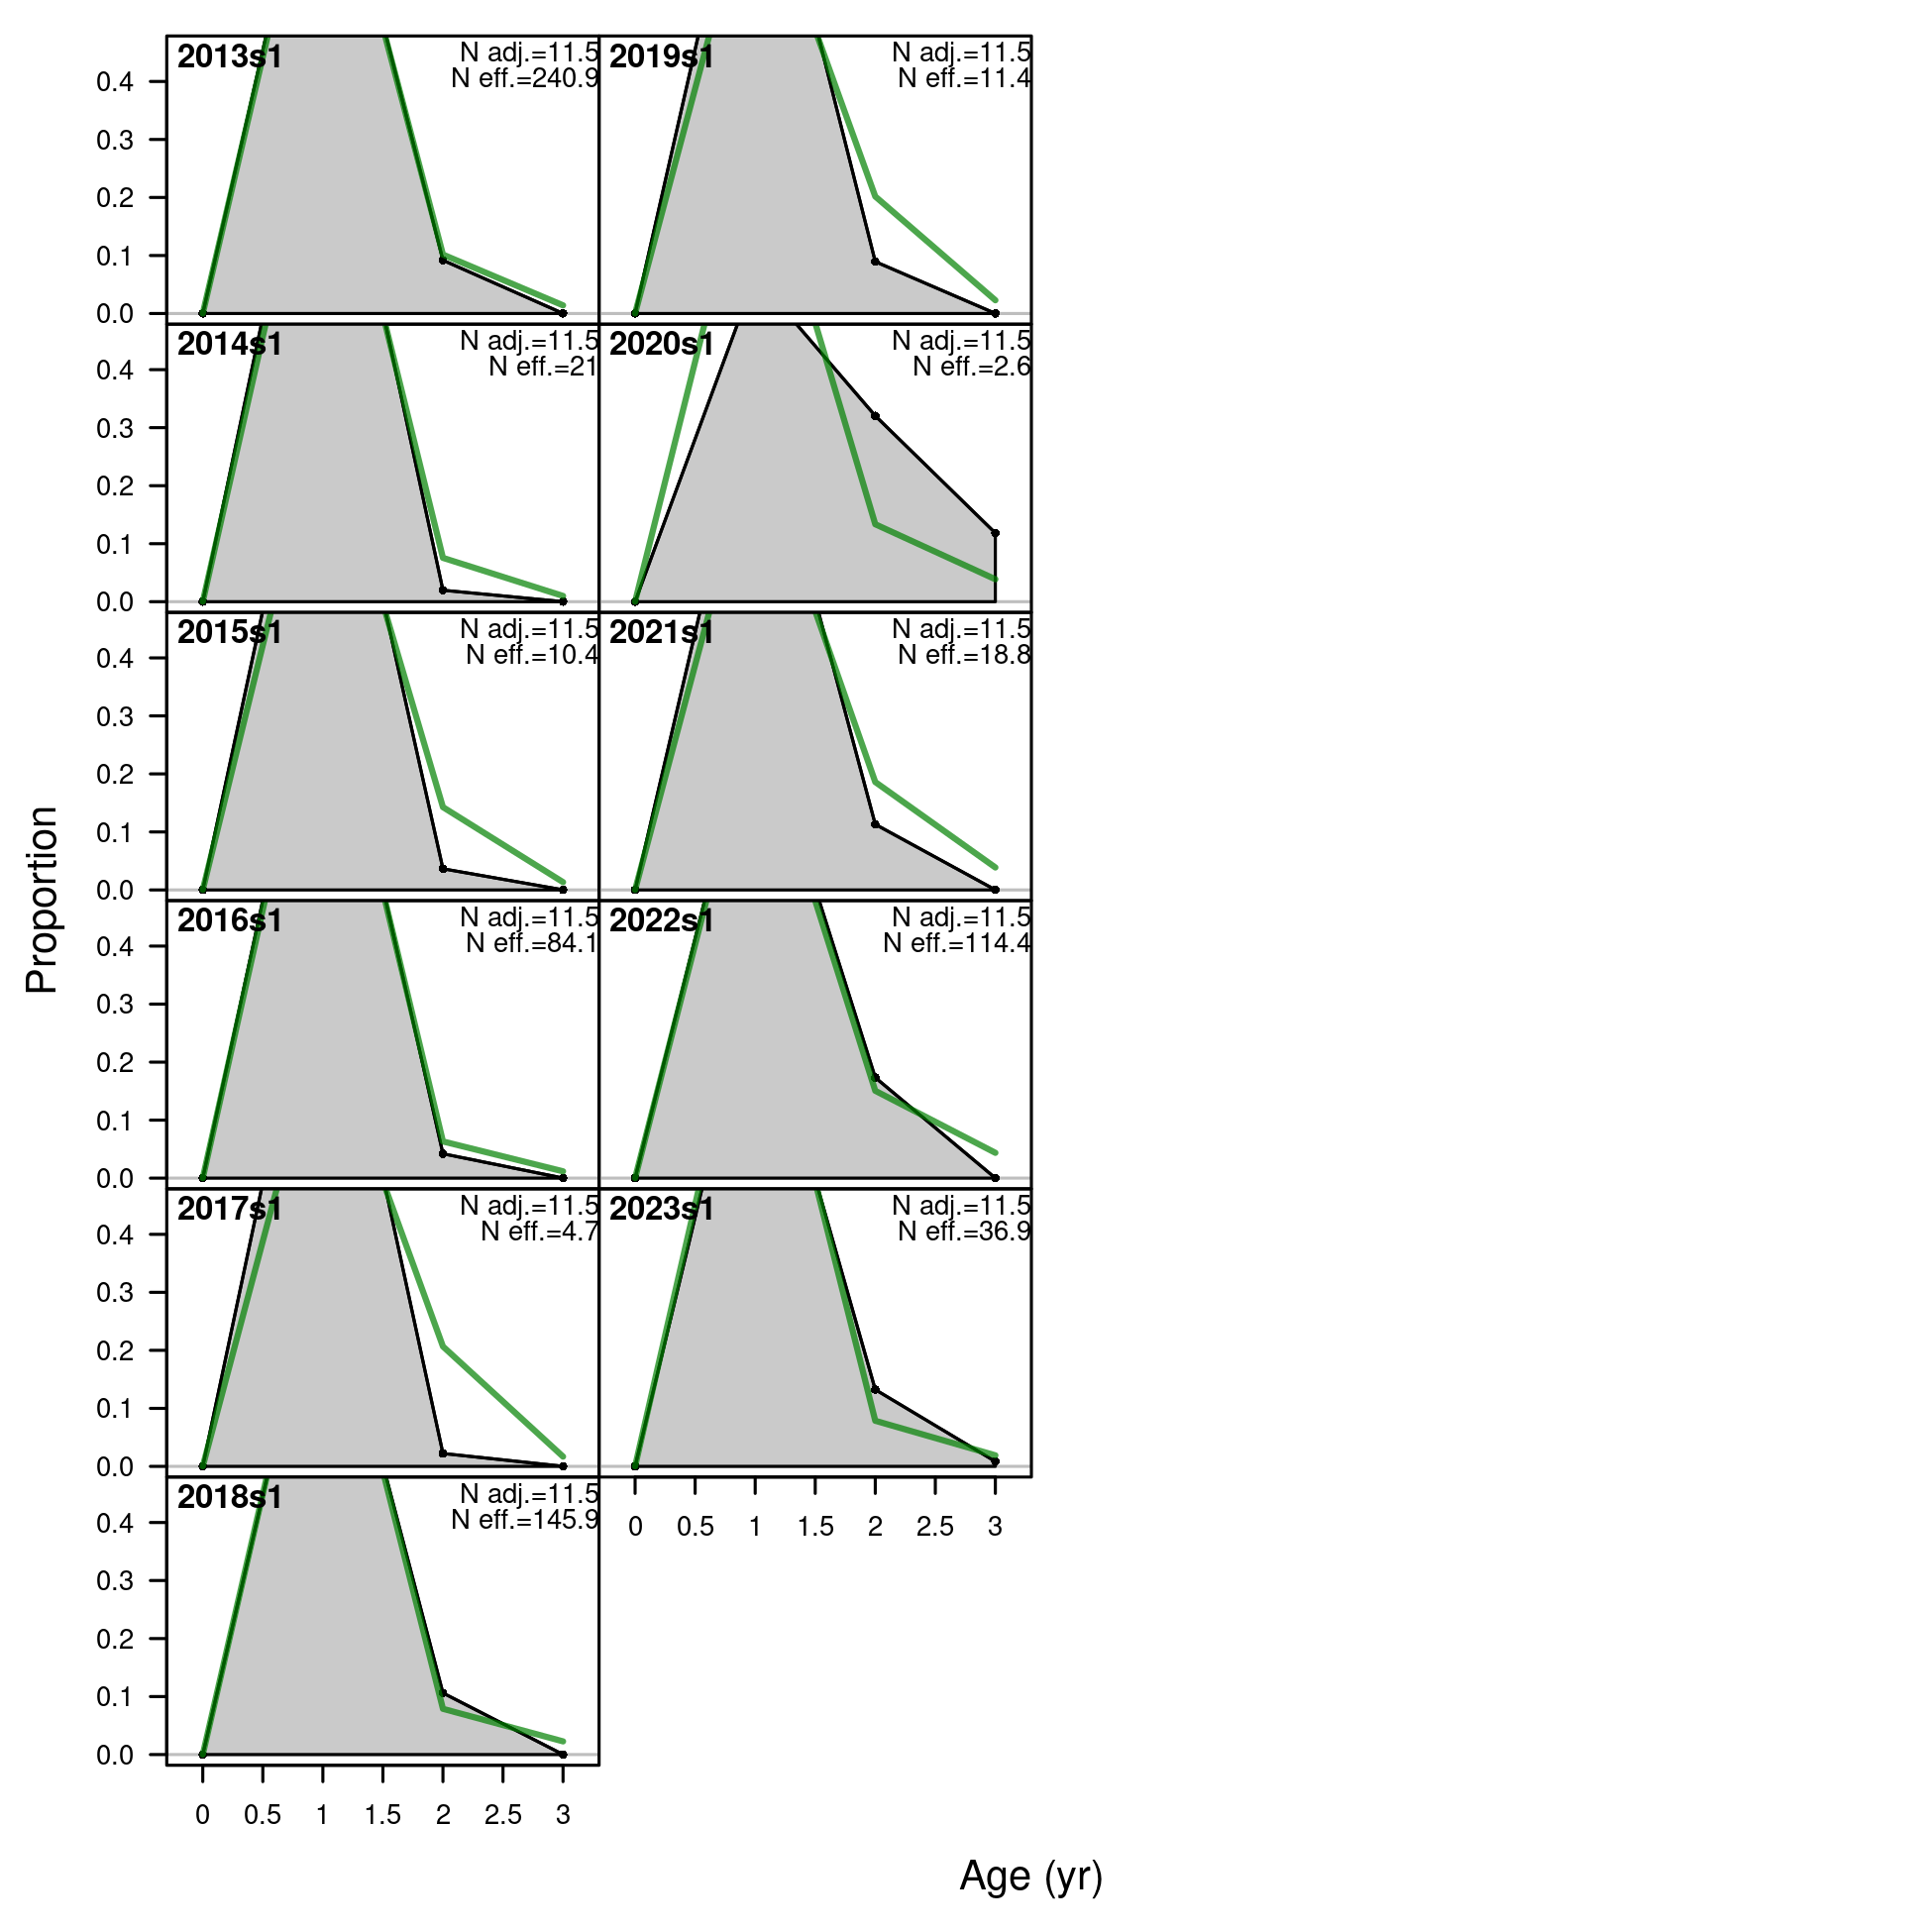 Proportion
2013s1
N adj.=11.5
N eff.=240.9
0.4
0.3
0.2
0.1
0.0
2014s1
N adj.=11.5
N eff.=21
0.4
0.3
0.2
0.1
0.0
2015s1
N adj.=11.5
N eff.=10.4
0.4
0.3
0.2
0.1
0.0
2016s1
N adj.=11.5
N eff.=84.1
0.4
0.3
0.2
0.1
0.0
2017s1
N adj.=11.5
N eff.=4.7
0.4
0.3
0.2
0.1
0.0
2018s1
N adj.=11.5
N eff.=145.9
0.4
0.3
0.2
0.1
0.0
0 0.5 1 1.5 2 2.5 3
2019s1
N adj.=11.5
N eff.=11.4
2020s1
N adj.=11.5
N eff.=2.6
2021s1
N adj.=11.5
N eff.=18.8
2022s1
N adj.=11.5
N eff.=114.4
2023s1
N adj.=11.5
N eff.=36.9
0 0.5 1 1.5 2 2.5 3
Age (yr)